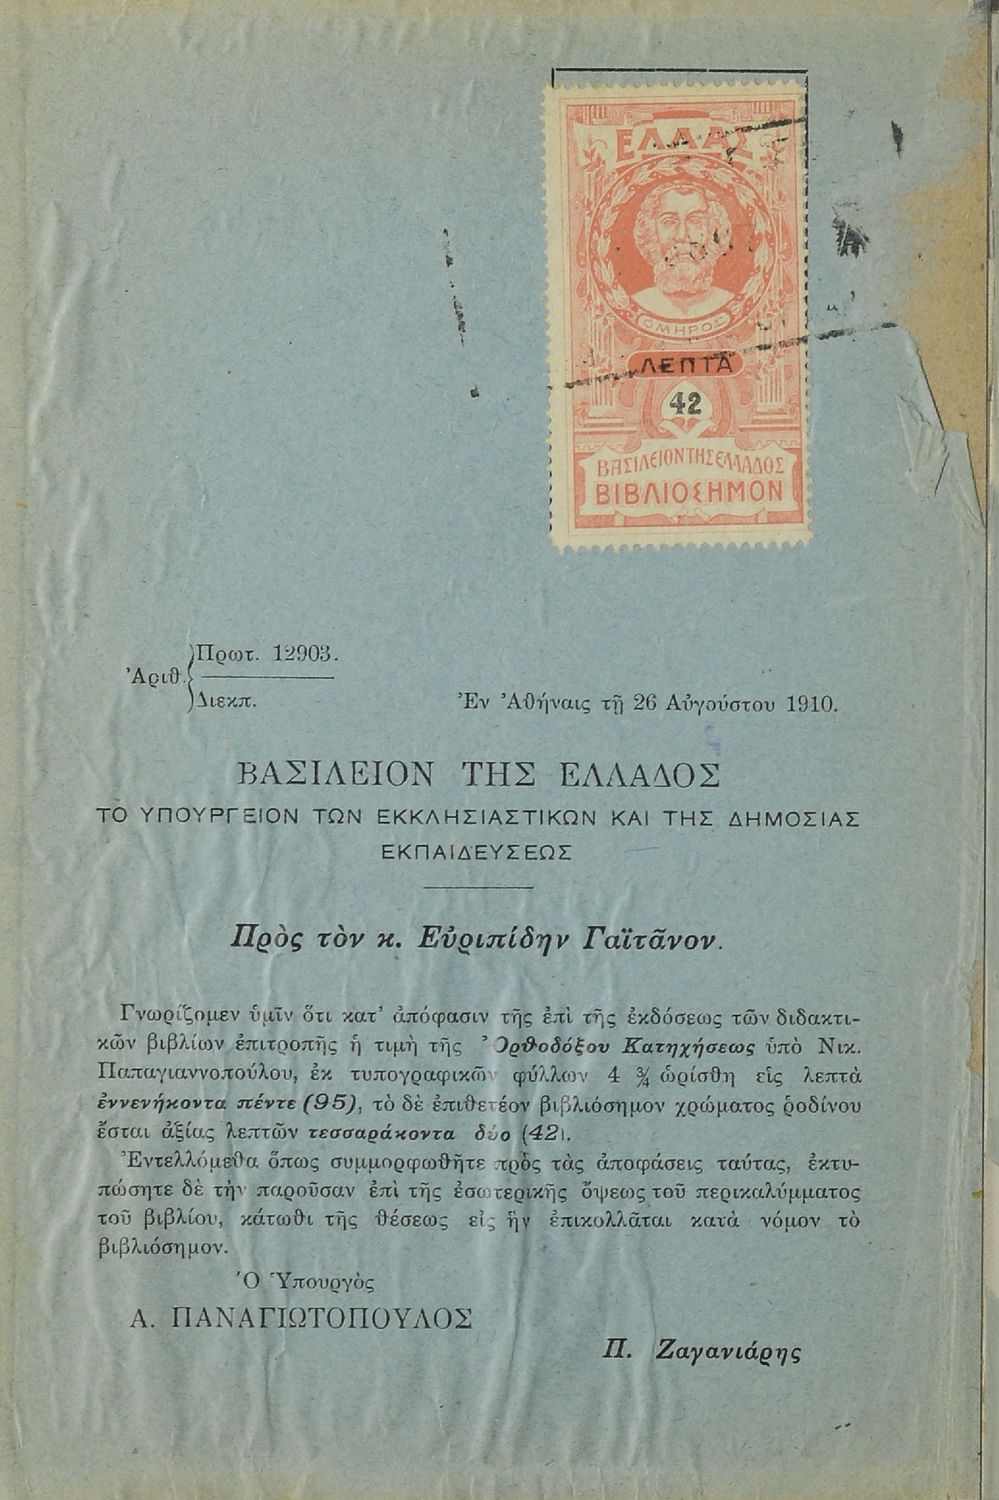 ΕΛΛΑΣ
ΟΜΗΡΟΣ
ΛΕΠΤΑ
42
ΒΑΣΙΛΕΙΟΝ ΤΗΣ ΕΛΛΑΔΟΣ
ΒΙΒΛΙΟΣΗΜΟΝ
Ἀριθ. Πρωτ. 12903.
Διεκπ.
Ἐν Ἀθήναις τῇ 26 Αὐγούστου 1910.
ΒΑΣΙΛΕΙΟΝ ΤΗΣ ΕΛΛΑΔΟΣ
ΤΟ ΥΠΟΥΡΓΕΙΟΝ ΤΩΝ ΕΚΚΛΗΣΙΑΣΤΙΚΩΝ ΚΑΙ ΤΗΣ ΔΗΜΟΣΙΑΣ
ΕΚΠΑΙΔΕΥΣΕΩΣ
Πρὸς τὸν κ. Εὐριπίδην Γαϊτᾶνον.
Γνωρίζομεν ὑμῖν ὅτι κατ' ἀπόφασιν τῆς ἐπὶ τῆς ἐκδόσεως τῶν διδακτι-
κῶν βιβλίων ἐπιτροπῆς ἡ τιμὴ τῆς Ὀρθοδόξου Κατηχήσεως ὑπὸ Νικ.
Παπαγιαννοπούλου, ἐκ τυπογραφικῶν φύλλων 4 ¾ ὡρίσθη εἰς λεπτὰ
ἐννενήκοντα πέντε (95), τὸ δὲ ἐπιθετέον βιβλιόσημον χρώματος ῥοδίνου
ἔσται ἀξίας λεπτῶν τεσσαράκοντα δύο (42).
Ἐντελλόμεθα ὅπως συμμορφωθῆτε πρὸς τὰς ἀποφάσεις ταύτας, ἐκτυ-
πώσητε δὲ τὴν παροῦσαν ἐπὶ τῆς ἐσωτερικῆς ὄψεως τοῦ περικαλύμματος
τοῦ βιβλίου, κάτωθι τῆς θέσεως εἰς ἣν ἐπικολλᾶται κατὰ νόμον τὸ
βιβλιόσημον.
Ὁ Ὑπουργὸς
Α. ΠΑΝΑΓΙΩΤΟΠΟΥΛΟΣ
Π. Ζαγανιάρης